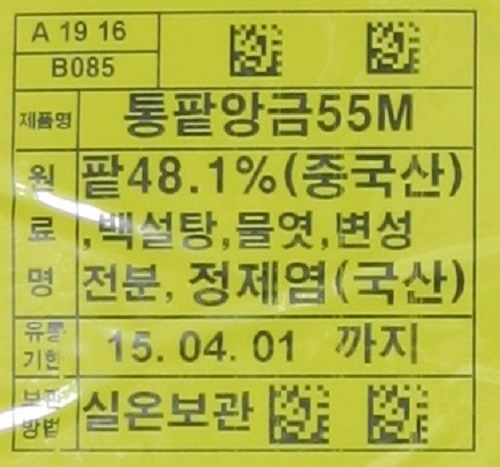 A 19 16
B085
제품명 통팥앙금55M
원 팥48.1%(중국산)
료 ,백설탕,물엿,변성
명 전분, 정제염(국산)
유통
기한 15.04.01 까지
보관
방법 실온보관